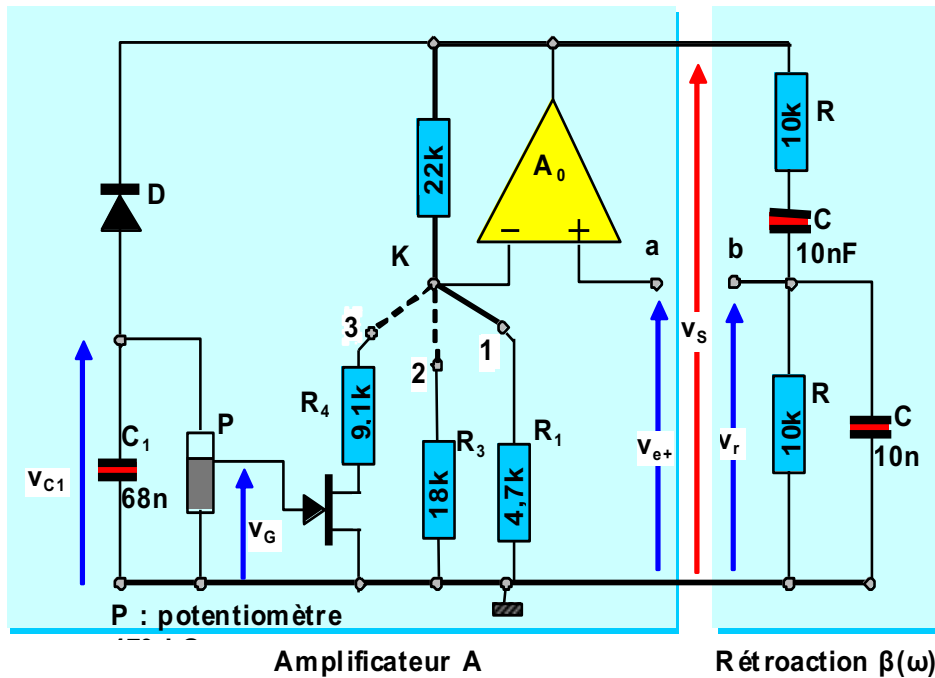 D
22k
A₀
−
+
K
a
b
10k
R
C
10nF
3
2
1
vS
R₄
9.1k
P
C₁
68n
vC1
vG
R₃
18k
R₁
4,7k
ve+
vr
R
10k
C
10n
P : potentiomètre
Amplificateur A
Rétroaction β(ω)